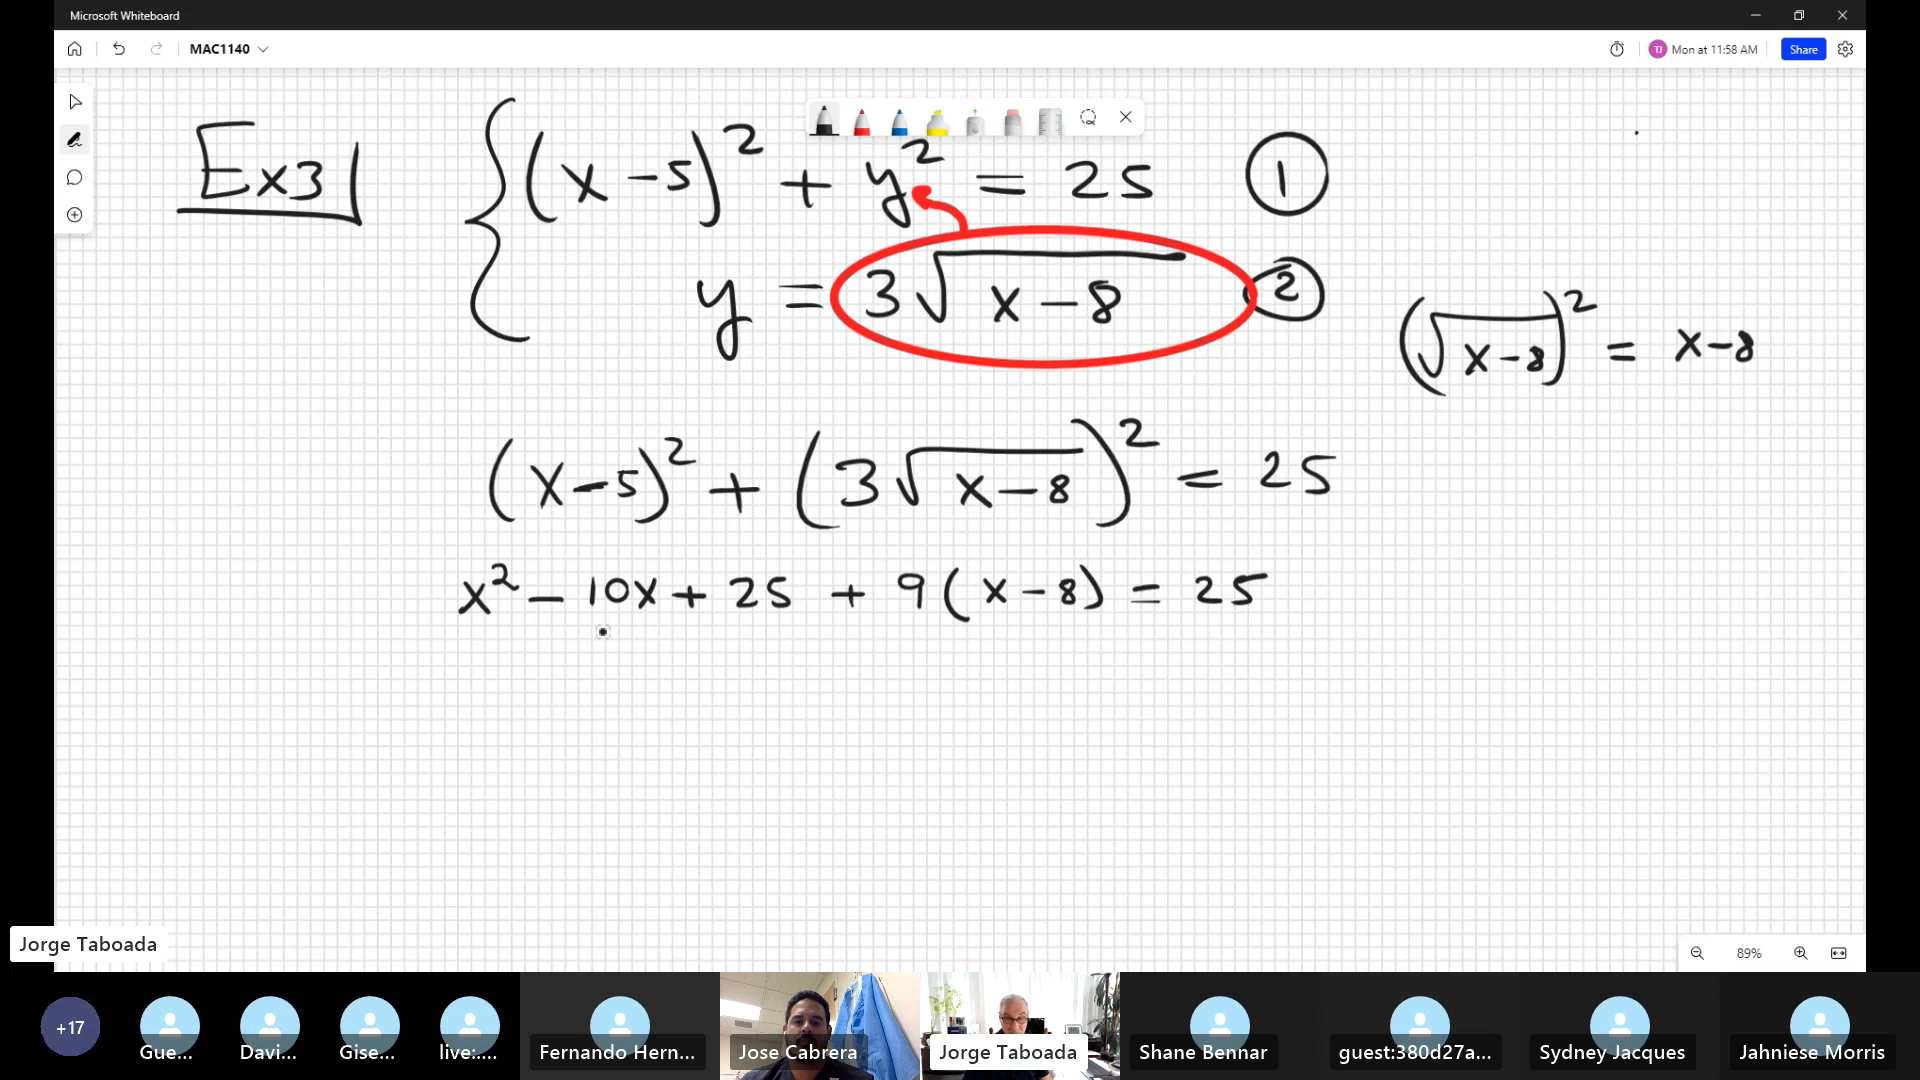 Microsoft Whiteboard
MAC1140
Mon at 11:58 AM
Share
TJ
Ex3
(x-5)² + y² = 25 ①
y = 3√(x-8) ②
(√(x-8))² = x-8
(x-5)² + (3√(x-8))² = 25
x² - 10x + 25 + 9(x-8) = 25
Jorge Taboada
89%
+17
Gue...
Davi...
Gise...
live:....
Fernando Hern...
Jose Cabrera
Jorge Taboada
Shane Bennar
guest:380d27a...
Sydney Jacques
Jahniese Morris